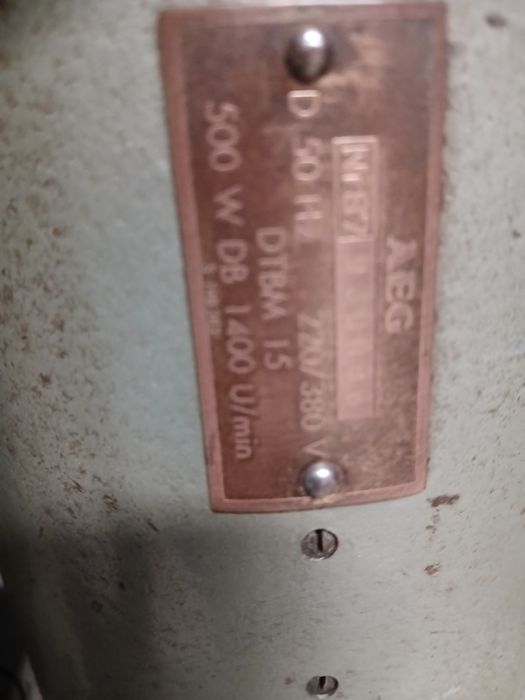 AEG
Nr 87
D 50 Hz 220/380 V
DTBM 15
500 W DB 1400 U/min